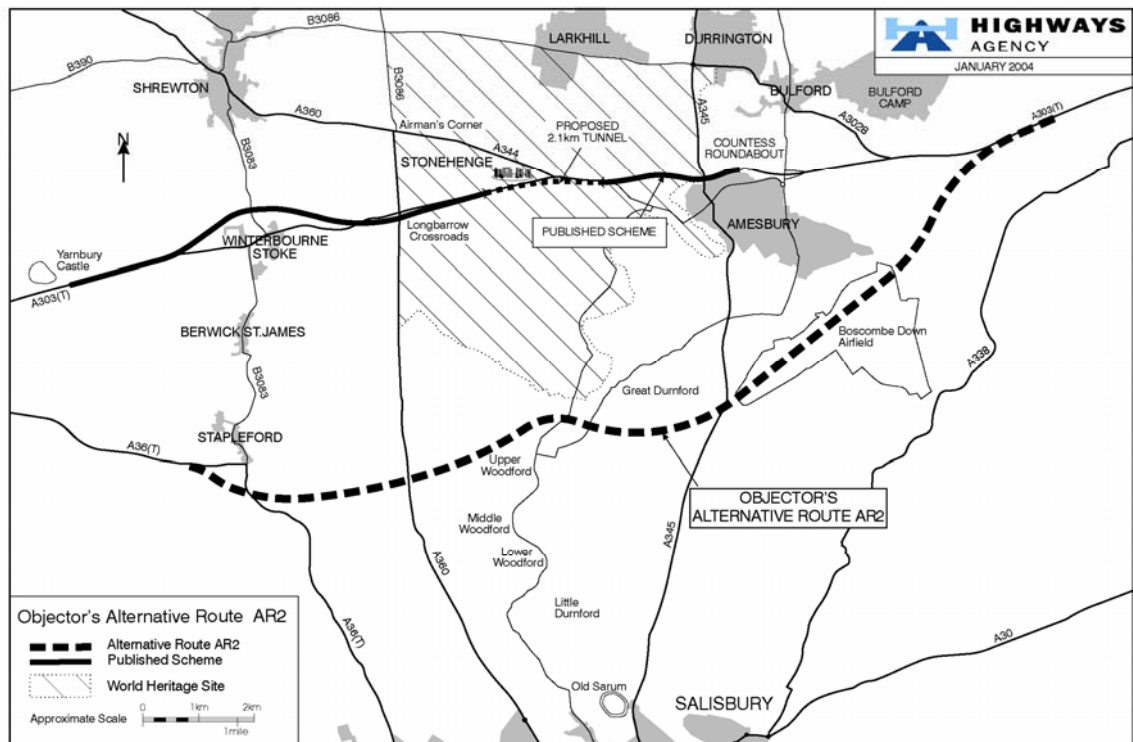 HIGHWAYS
AGENCY
JANUARY 2004
B3086
LARKHILL
DURRINGTON
B390
SHREWTON
B3086
BULFORD
BULFORD
CAMP
A360
A345
A3028
A303(T)
Airman's Corner
PROPOSED
2.1km TUNNEL
N
B3083
A344
STONEHENGE
COUNTESS
ROUNDABOUT
Longbarrow
Crossroads
PUBLISHED SCHEME
AMESBURY
WINTERBOURNE
STOKE
Yarnbury
Castle
A303(T)
BERWICK ST.JAMES
Boscombe Down
Airfield
A338
B3083
Great Durnford
STAPLEFORD
A36(T)
Upper
Woodford
OBJECTOR'S
ALTERNATIVE ROUTE AR2
Middle
Woodford
A345
Lower
Woodford
A360
Little
Durnford
A36(T)
A30
Old Sarum
SALISBURY
Objector's Alternative Route AR2
Alternative Route AR2
Published Scheme
World Heritage Site
Approximate Scale
0 1km 2km
1mile